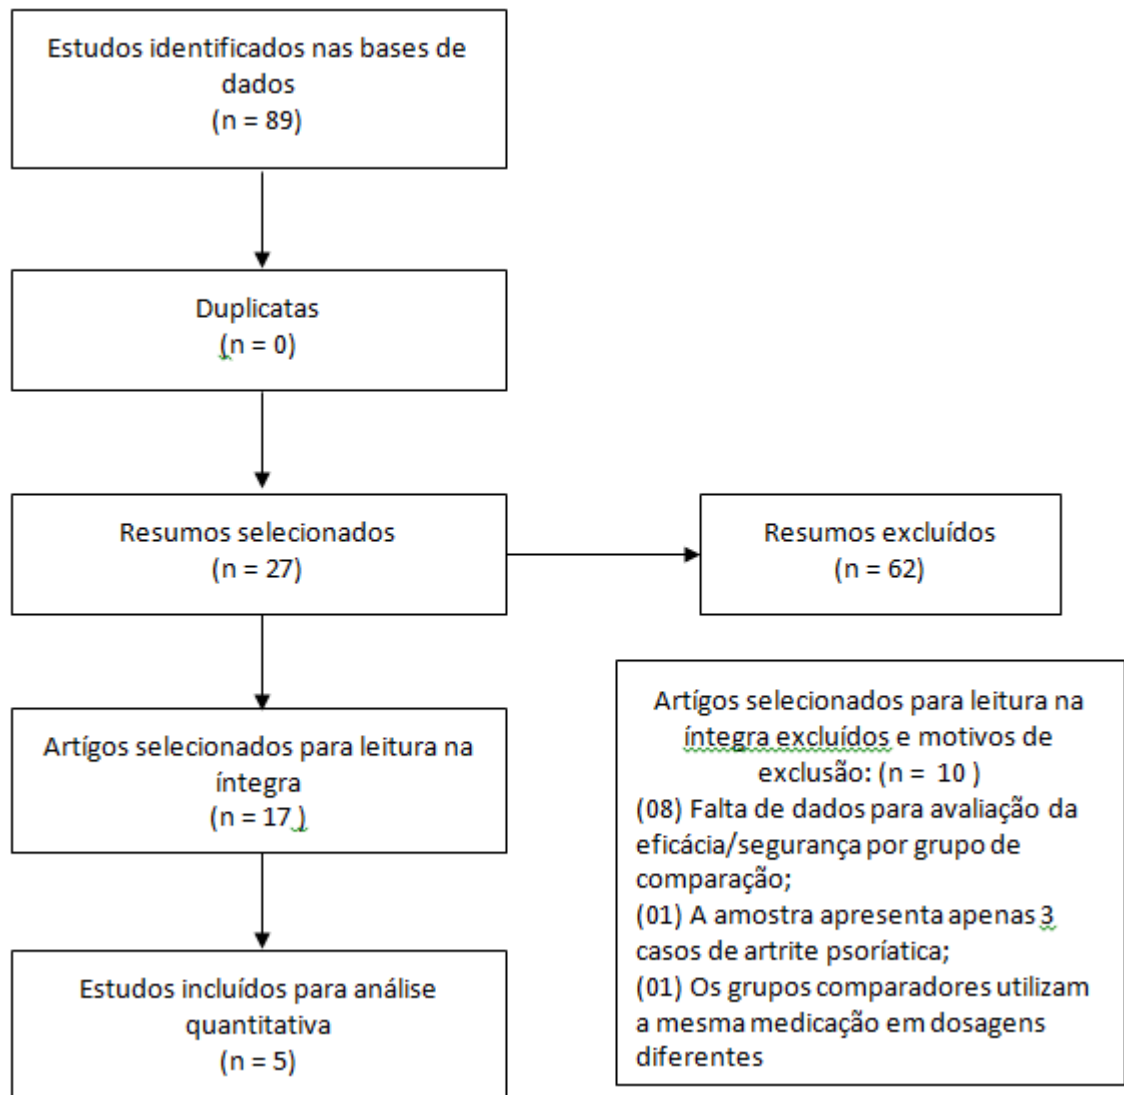 Estudos identificados nas bases de
dados
(n = 89)
Duplicatas
(n = 0)
Resumos selecionados
(n = 27)
Resumos excluídos
(n = 62)
Artígos selecionados para leitura na
íntegra
(n = 17 )
Artígos selecionados para leitura na
íntegra excluídos e motivos de
exclusão: (n = 10 )
(08) Falta de dados para avaliação da
eficácia/segurança por grupo de
comparação;
(01) A amostra apresenta apenas 3
casos de artrite psoríatica;
(01) Os grupos comparadores utilizam
a mesma medicação em dosagens
diferentes
Estudos incluídos para análise
quantitativa
(n = 5)